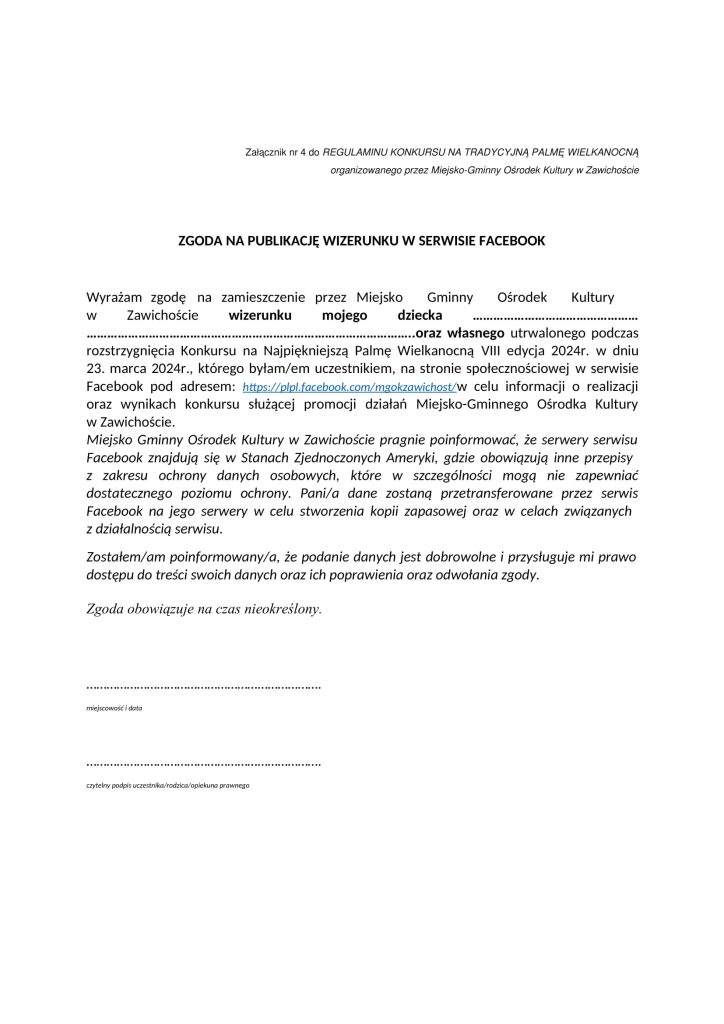 Załącznik nr 4 do REGULAMINU KONKURSU NA TRADYCYJNĄ PALMĘ WIELKANOCNĄ
organizowanego przez Miejsko-Gminny Ośrodek Kultury w Zawichoście
ZGODA NA PUBLIKACJĘ WIZERUNKU W SERWISIE FACEBOOK
Wyrażam zgodę na zamieszczenie przez Miejsko Gminny Ośrodek Kultury
w Zawichoście wizerunku mojego dziecka ……………………………………
……………………………………………………………………………..oraz własnego utrwalonego podczas
rozstrzygnięcia Konkursu na Najpiękniejszą Palmę Wielkanocną VIII edycja 2024r. w dniu
23. marca 2024r., którego byłam/em uczestnikiem, na stronie społecznościowej w serwisie
Facebook pod adresem: https://plpl.facebook.com/mgokzawichost/w celu informacji o realizacji
oraz wynikach konkursu służącej promocji działań Miejsko-Gminnego Ośrodka Kultury
w Zawichoście.
Miejsko Gminny Ośrodek Kultury w Zawichoście pragnie poinformować, że serwery serwisu
Facebook znajdują się w Stanach Zjednoczonych Ameryki, gdzie obowiązują inne przepisy
z zakresu ochrony danych osobowych, które w szczególności mogą nie zapewniać
dostatecznego poziomu ochrony. Pani/a dane zostaną przetransferowane przez serwis
Facebook na jego serwery w celu stworzenia kopii zapasowej oraz w celach związanych
z działalnością serwisu.
Zostałem/am poinformowany/a, że podanie danych jest dobrowolne i przysługuje mi prawo
dostępu do treści swoich danych oraz ich poprawienia oraz odwołania zgody.
Zgoda obowiązuje na czas nieokreślony.
…………………………………………………………….
miejscowość i data
…………………………………………………………….
czytelny podpis uczestnika/rodzica/opiekuna prawnego